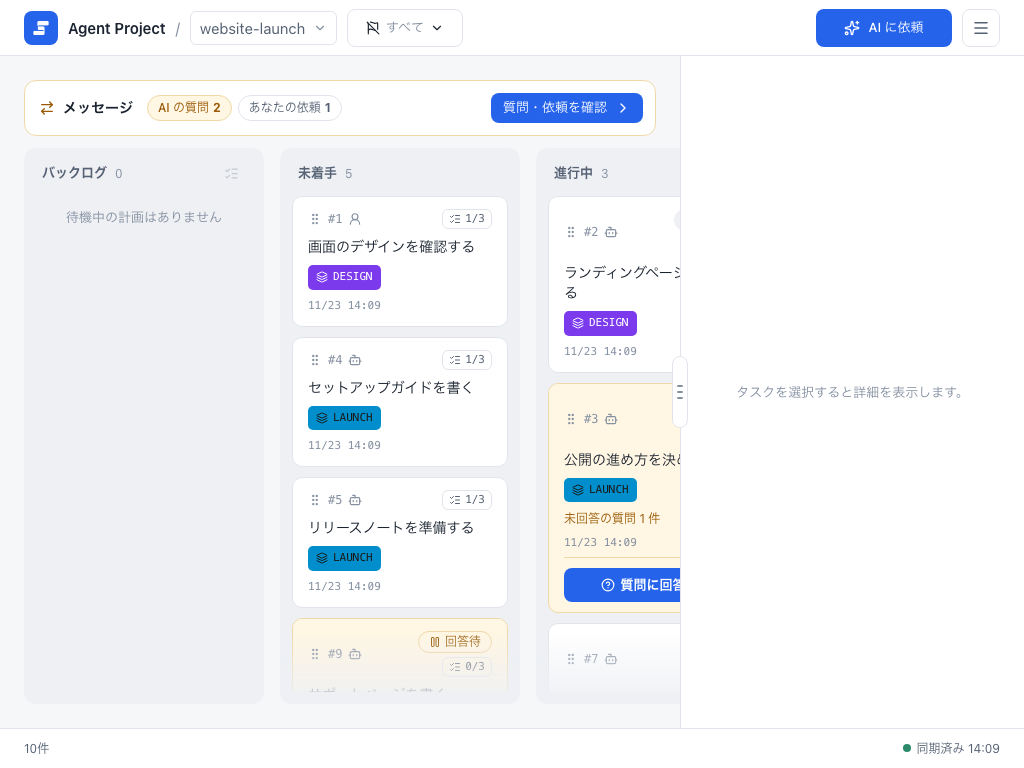 Agent Project / website-launch すべて AI に依頼
メッセージ AI の質問 2 あなたの依頼 1 質問・依頼を確認
バックログ 0
待機中の計画はありません
未着手 5
#1 1/3
画面のデザインを確認する
DESIGN
11/23 14:09
#4 1/3
セットアップガイドを書く
LAUNCH
11/23 14:09
#5 1/3
リリースノートを準備する
LAUNCH
11/23 14:09
回答待
#9 0/3
サポートページを書く
進行中 3
#2
ランディングページ
る
DESIGN
11/23 14:09
#3
公開の進め方を決め
LAUNCH
未回答の質問 1 件
11/23 14:09
質問に回答
#7
タスクを選択すると詳細を表示します。
10件
同期済み 14:09